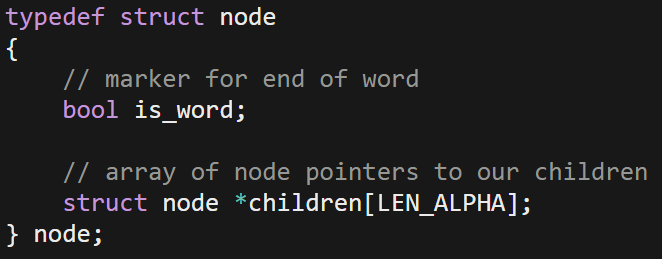 typedef struct node
{
    // marker for end of word
    bool is_word;

    // array of node pointers to our children
    struct node *children[LEN_ALPHA];
} node;